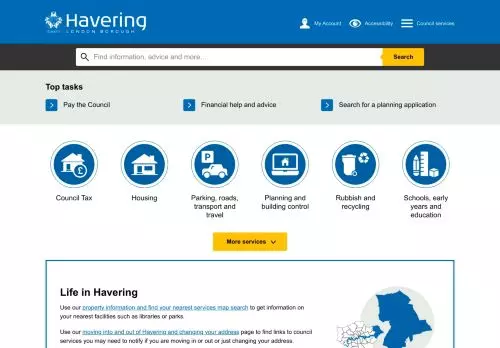 Havering
LONDON BOROUGH
My Account
Accessibility
Council services
Find information, advice and more...
Search
Top tasks
Pay the Council
Financial help and advice
Search for a planning application
Council Tax
Housing
Parking, roads,
transport and
travel
Planning and
building control
Rubbish and
recycling
Schools, early
years and
education
More services
Life in Havering
Use our property information and find your nearest services map search to get information on
your nearest facilities such as libraries or parks.
Use our moving into and out of Havering and changing your address page to find links to council
services you may need to notify if you are moving in or out or just changing your address.